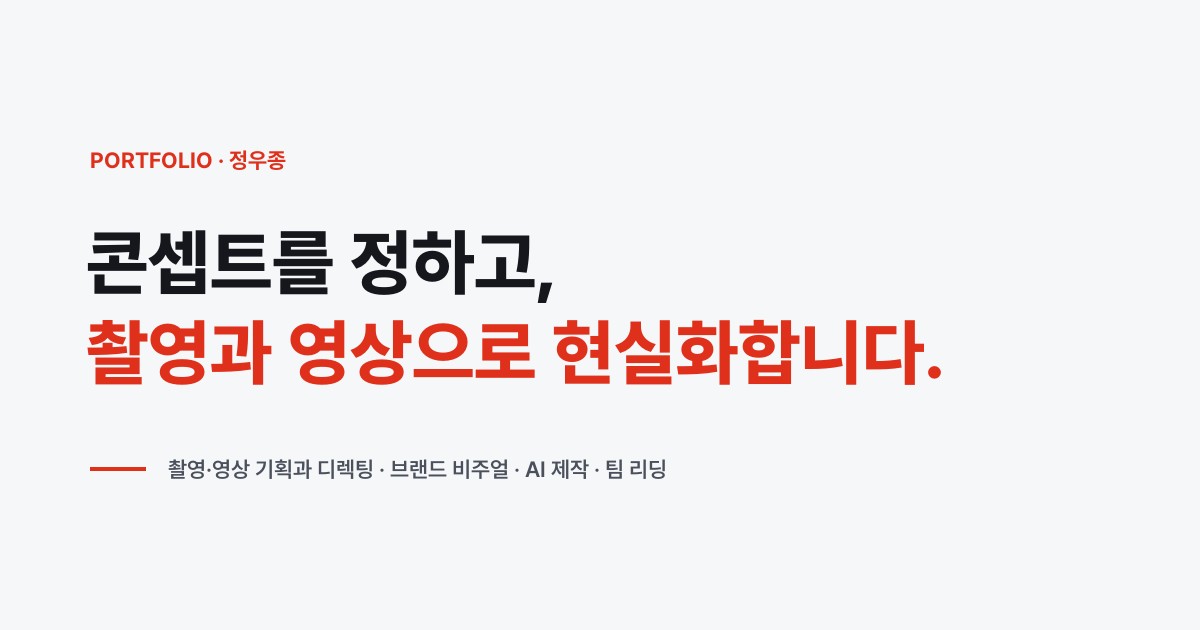 PORTFOLIO · 정우종
콘셉트를 정하고,
촬영과 영상으로 현실화합니다.
촬영·영상 기획과 디렉팅 · 브랜드 비주얼 · AI 제작 · 팀 리딩